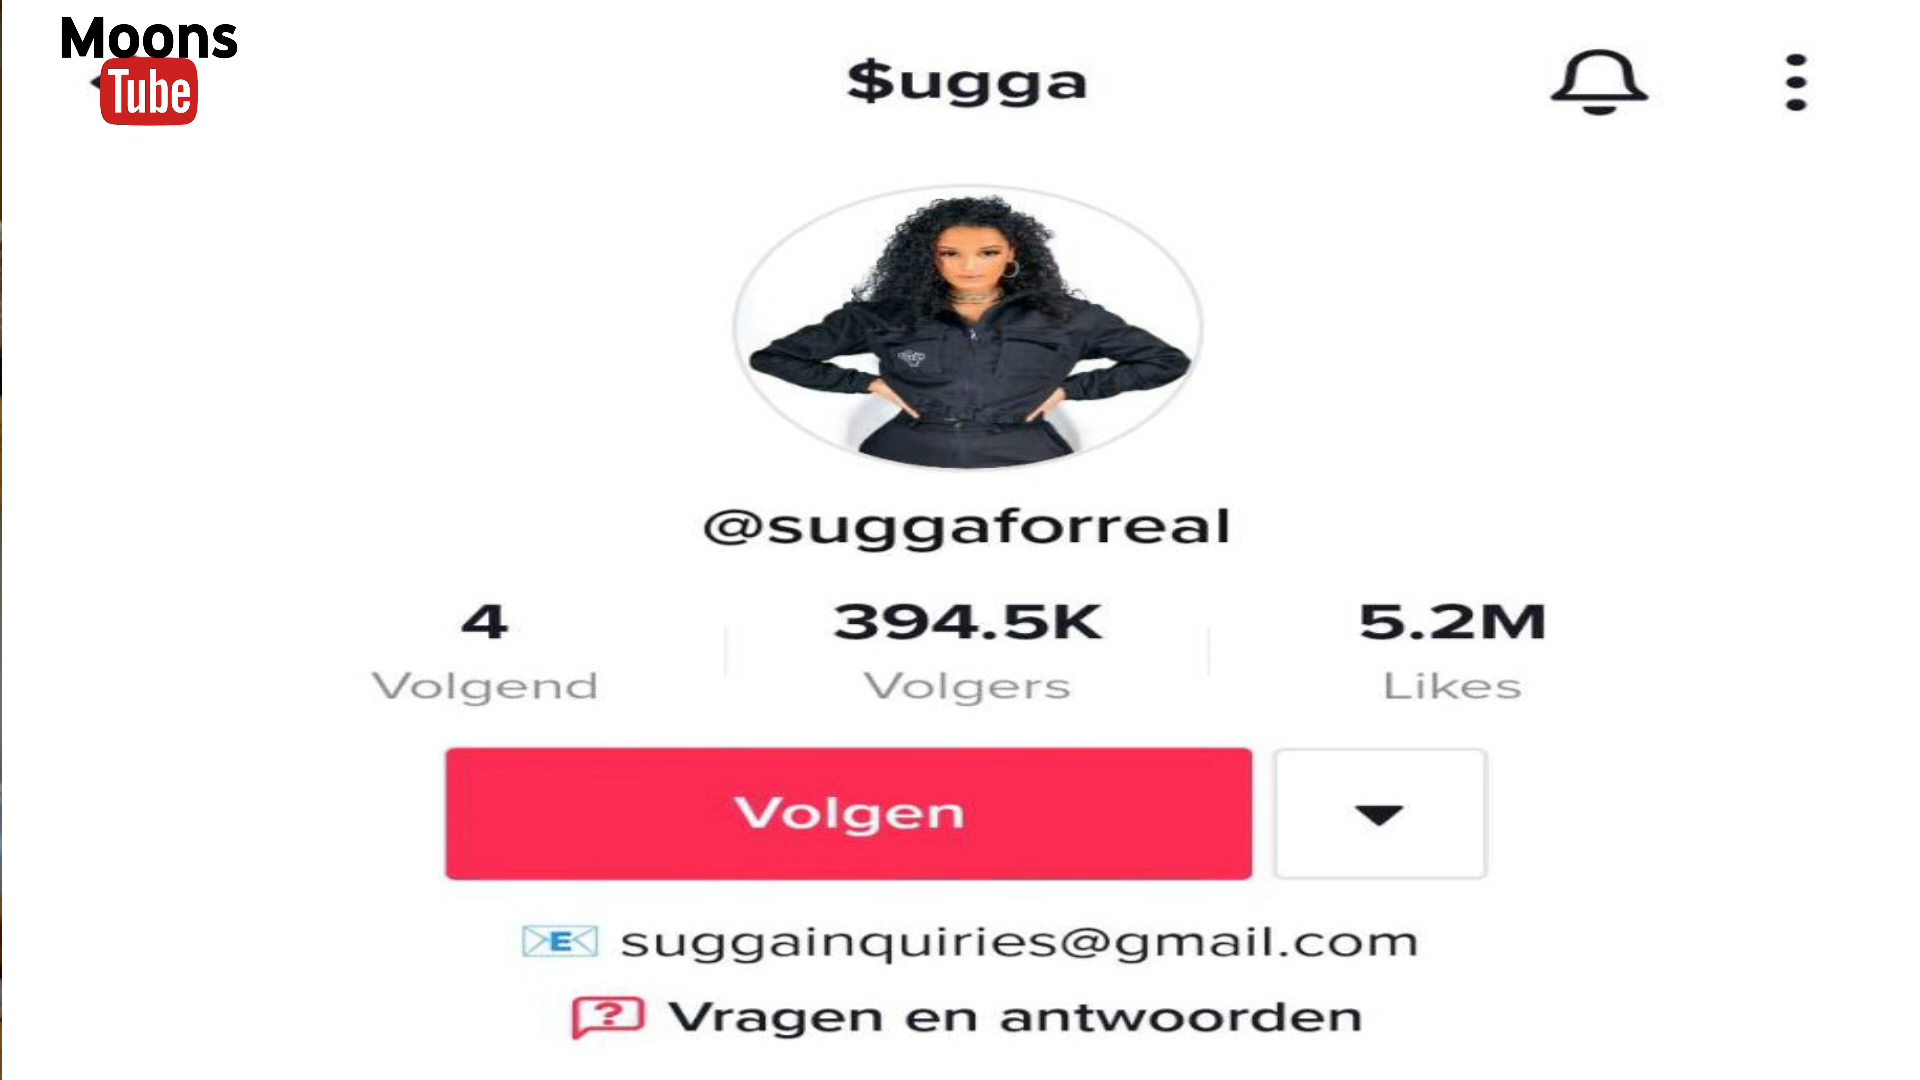 Moons
Tube
$ugga
@suggaforreal
4 394.5K 5.2M
Volgend Volgers Likes
Volgen
E suggainquiries@gmail.com
? Vragen en antwoorden